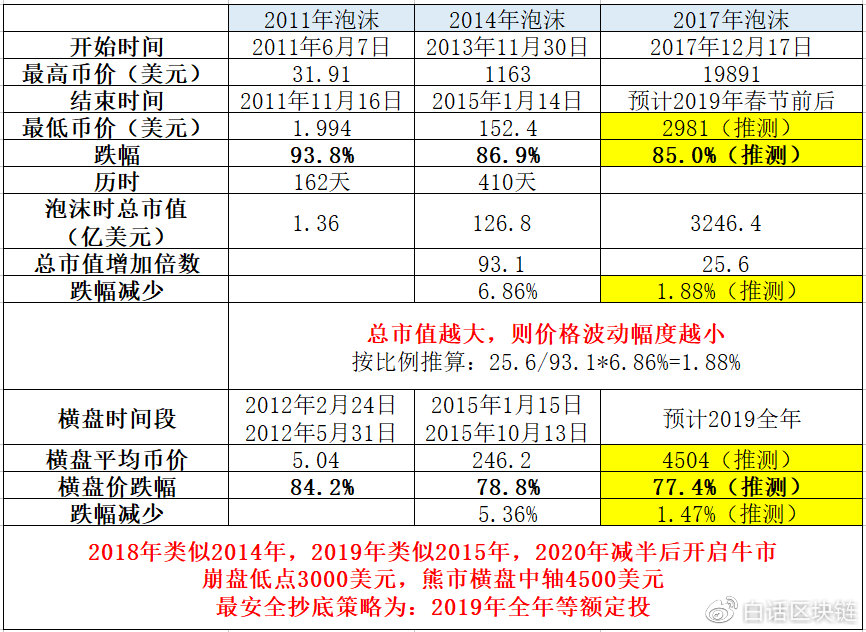 2011年泡沫 2014年泡沫 2017年泡沫
开始时间 2011年6月7日 2013年11月30日 2017年12月17日
最高币价（美元） 31.91 1163 19891
结束时间 2011年11月16日 2015年1月14日 预计2019年春节前后
最低币价（美元） 1.994 152.4 2981（推测）
跌幅 93.8% 86.9% 85.0%（推测）
历时 162天 410天
泡沫时总市值
（亿美元） 1.36 126.8 3246.4
总市值增加倍数 93.1 25.6
跌幅减少 6.86% 1.88%（推测）
总市值越大，则价格波动幅度越小
按比例推算：25.6/93.1*6.86%=1.88%
横盘时间段 2012年2月24日 2015年1月15日 预计2019全年
2012年5月31日 2015年10月13日
横盘平均币价 5.04 246.2 4504（推测）
横盘价跌幅 84.2% 78.8% 77.4%（推测）
跌幅减少 5.36% 1.47%（推测）
2018年类似2014年，2019年类似2015年，2020年减半后开启牛市
崩盘低点3000美元，熊市横盘中轴4500美元
最安全抄底策略为：2019年全年等额定投
白话区块链